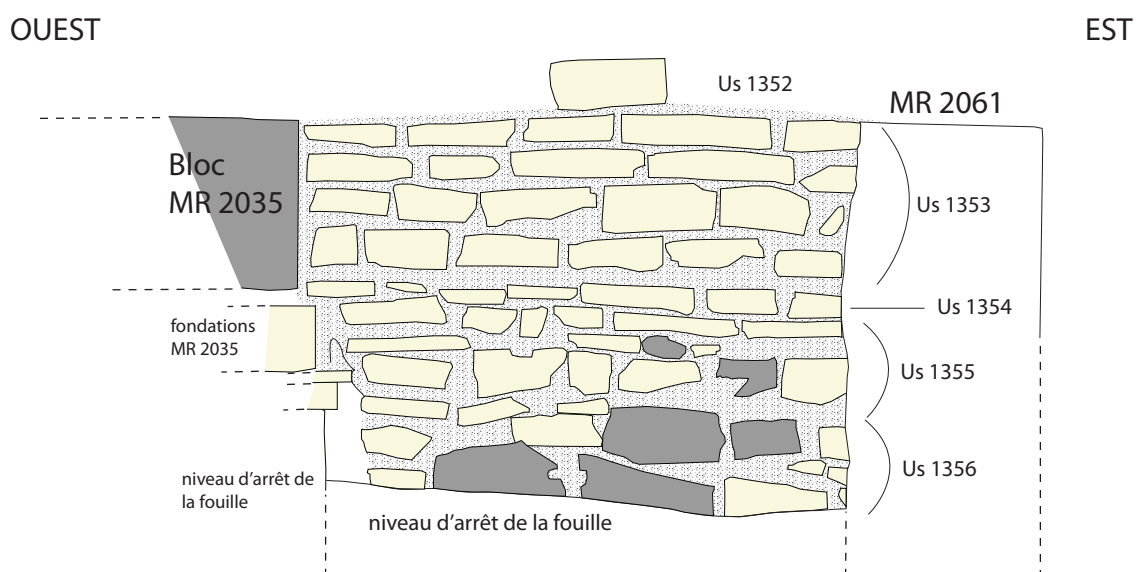 OUEST
EST
Us 1352
MR 2061
Bloc
MR 2035
Us 1353
Us 1354
fondations
MR 2035
Us 1355
Us 1356
niveau d'arrêt de
la fouille
niveau d'arrêt de la fouille